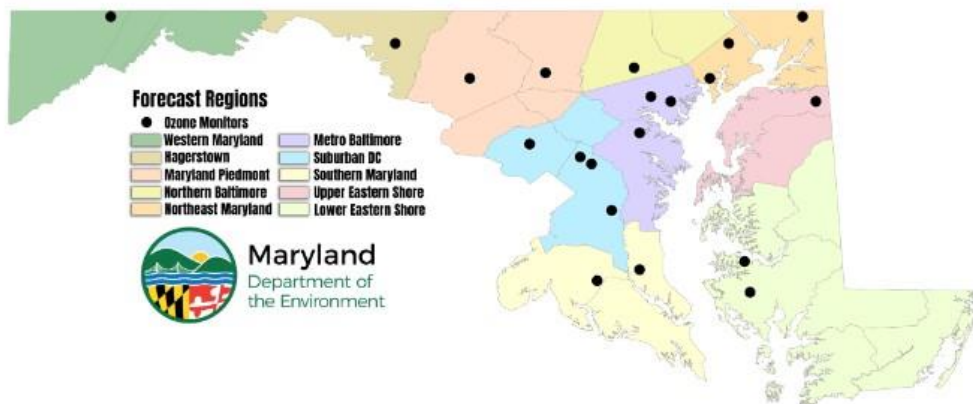 Forecast Regions
Ozone Monitors
Western Maryland
Hagerstown
Maryland Piedmont
Northern Baltimore
Northeast Maryland
Metro Baltimore
Suburban DC
Southern Maryland
Upper Eastern Shore
Lower Eastern Shore
Maryland
Department of
the Environment